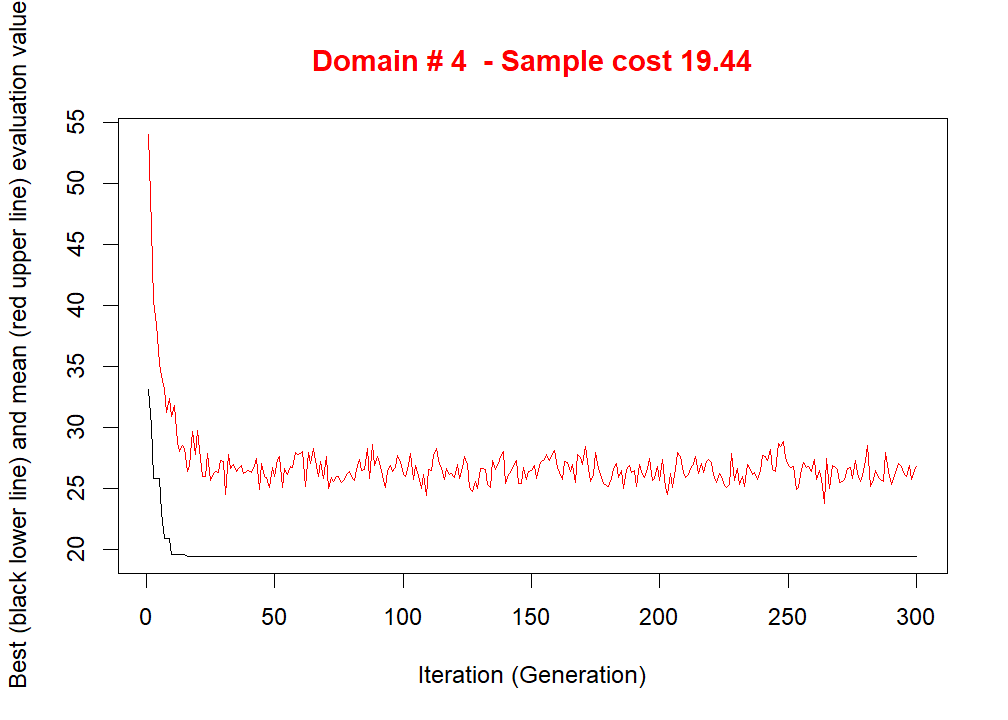 Domain # 4  - Sample cost 19.44
Best (black lower line) and mean (red upper line) evaluation value
55
50
45
40
35
30
25
20
0 50 100 150 200 250 300
Iteration (Generation)